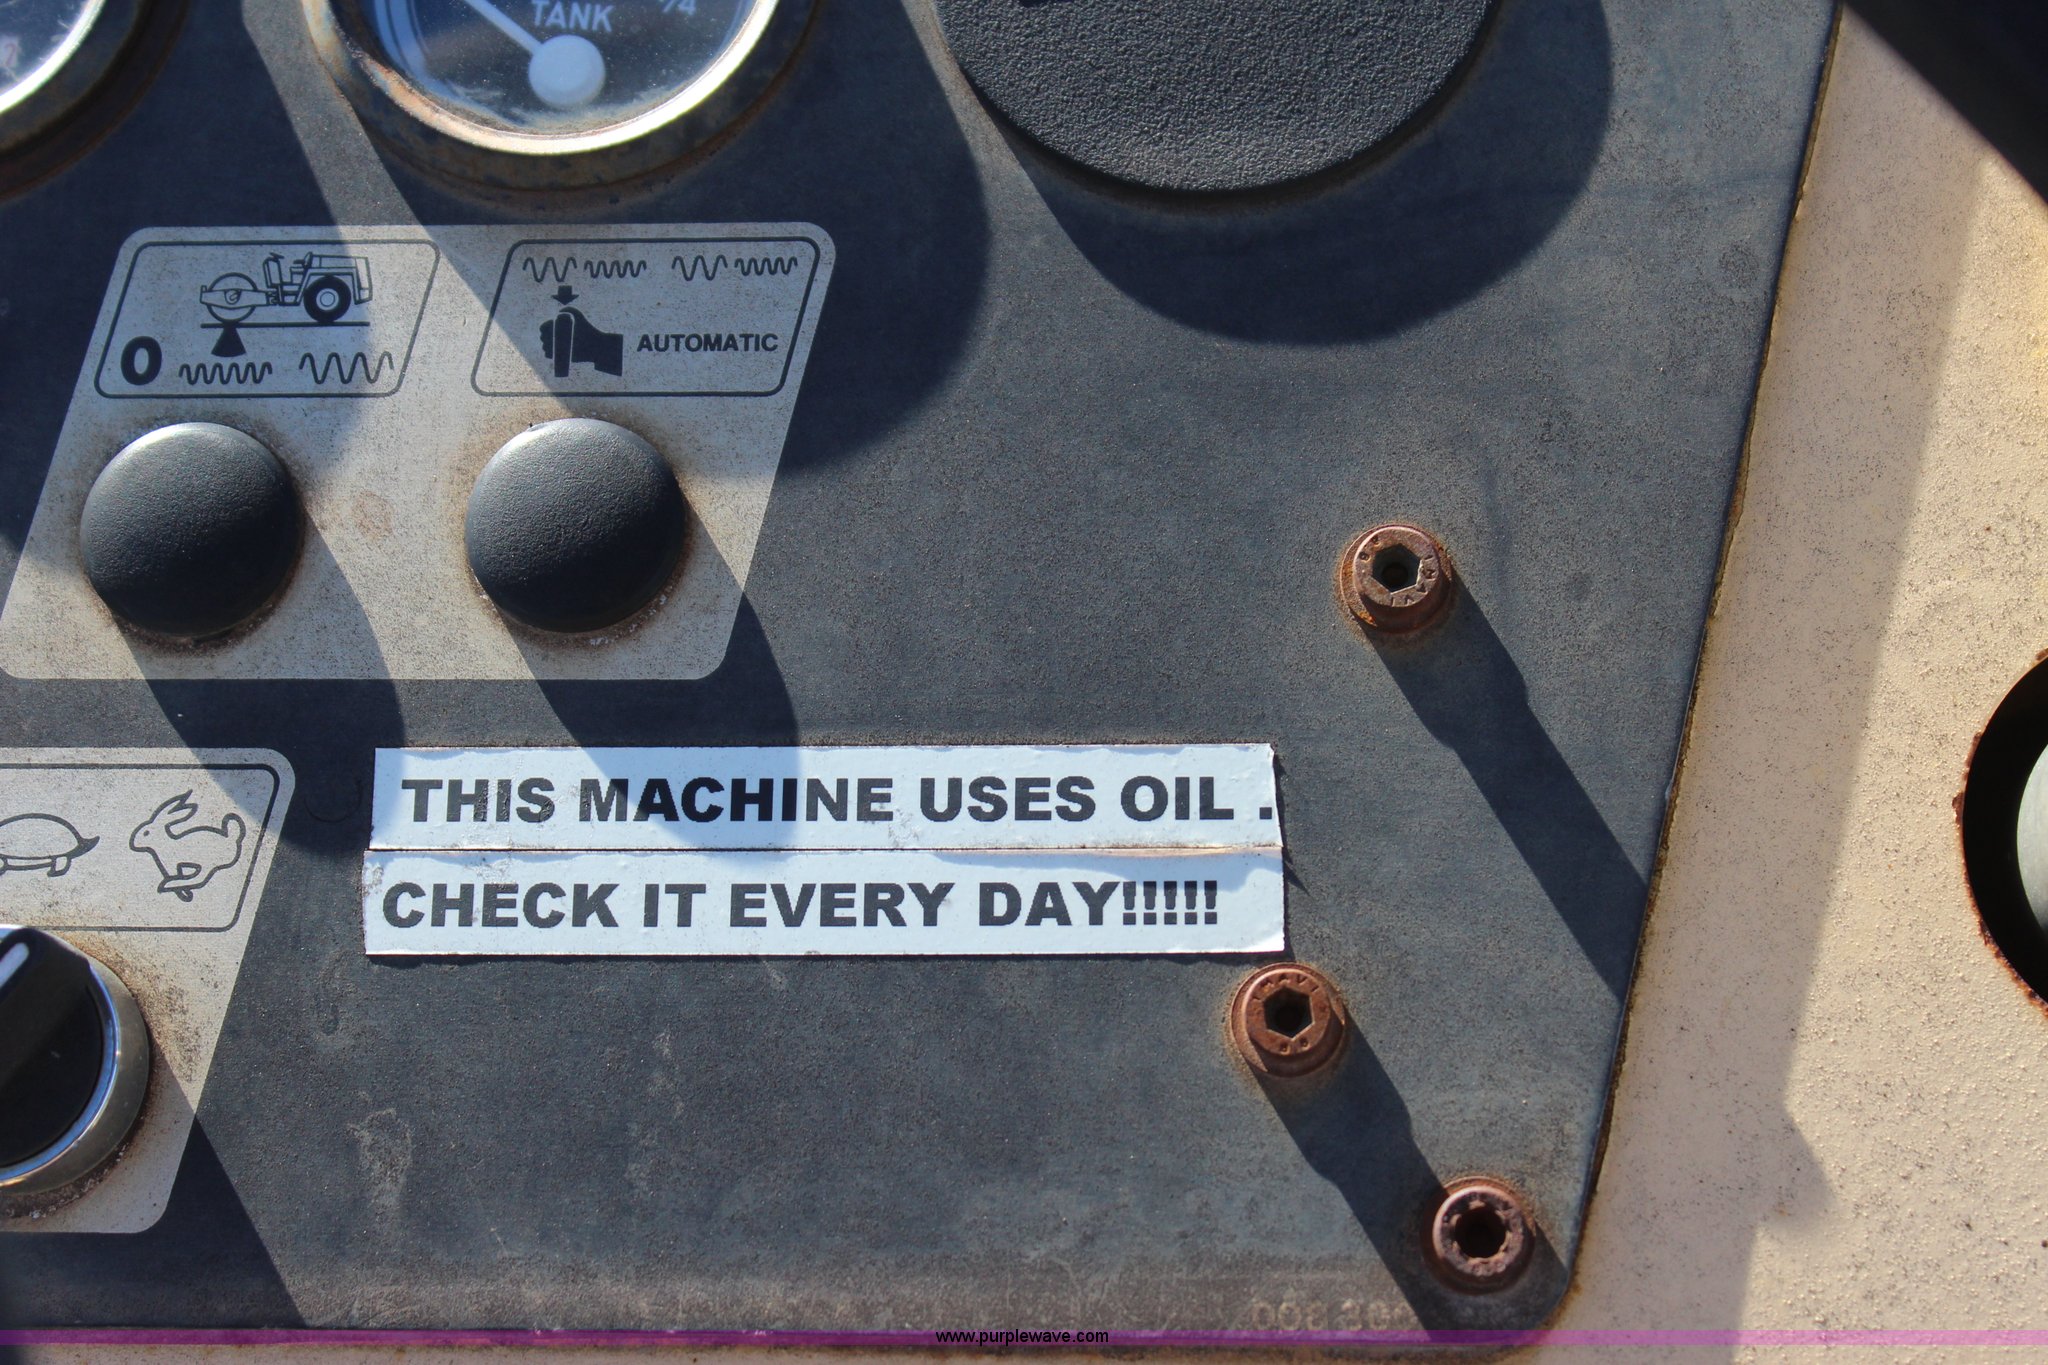 TANK
AUTOMATIC
0
THIS MACHINE USES OIL .
CHECK IT EVERY DAY!!!!!
www.purplewave.com